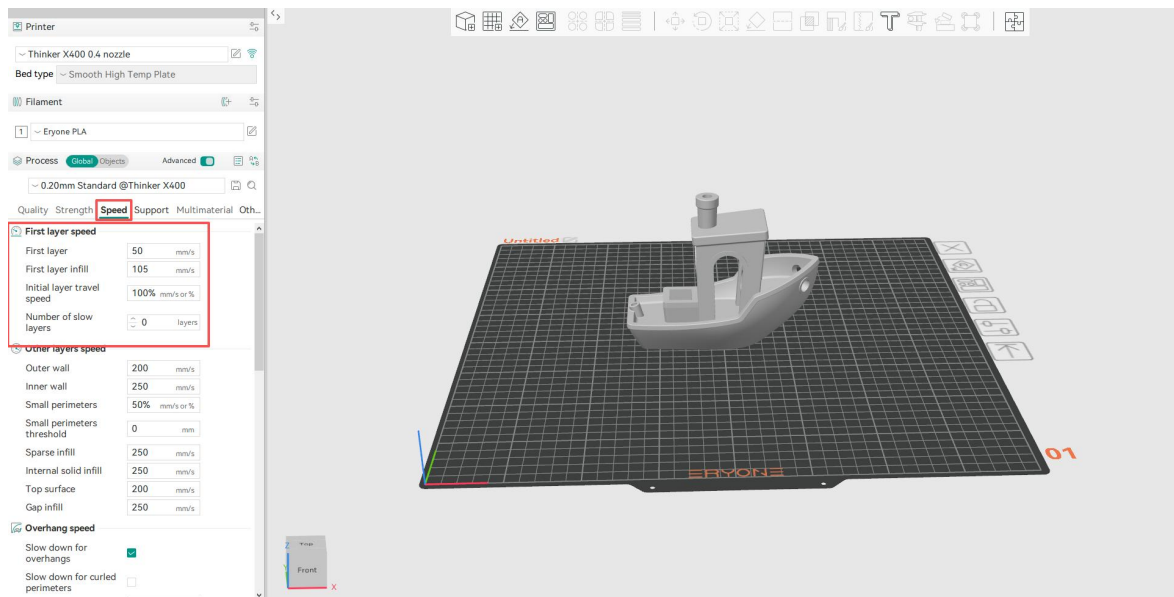 Printer
Thinker X400 0.4 nozzle
Bed type Smooth High Temp Plate
Filament
1 Eryone PLA
Process Global Objects Advanced
0.20mm Standard @Thinker X400
Quality Strength Speed Support Multimaterial Oth...
First layer speed
First layer 50 mm/s
First layer infill 105 mm/s
Initial layer travel
speed 100% mm/s or %
Number of slow
layers 0 layers
Other layers speed
Outer wall 200 mm/s
Inner wall 250 mm/s
Small perimeters 50% mm/s or %
Small perimeters
threshold 0 mm
Sparse infill 250 mm/s
Internal solid infill 250 mm/s
Top surface 200 mm/s
Gap infill 250 mm/s
Overhang speed
Slow down for
overhangs
Slow down for curled
perimeters
Untitled
ERYONE
01
Top
Front
Z
Y
X